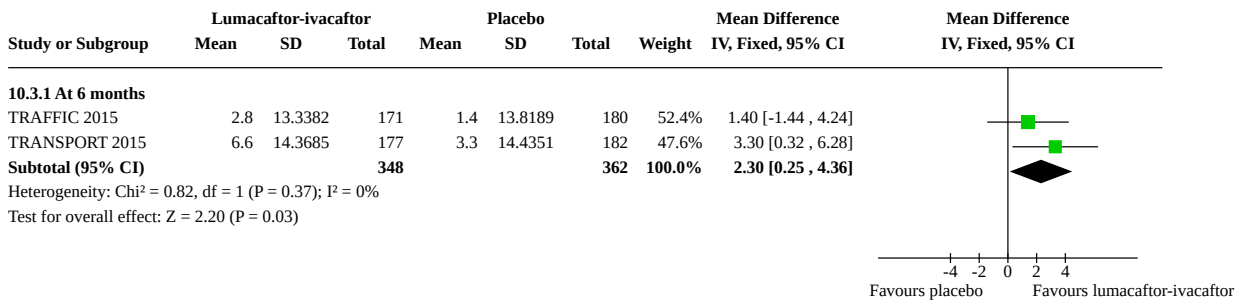 Lumacaftor-ivacaftor Placebo Mean Difference Mean Difference
Study or Subgroup Mean SD Total Mean SD Total Weight IV, Fixed, 95% CI IV, Fixed, 95% CI
10.3.1 At 6 months
TRAFFIC 2015 2.8 13.3382 171 1.4 13.8189 180 52.4% 1.40 [-1.44 , 4.24]
TRANSPORT 2015 6.6 14.3685 177 3.3 14.4351 182 47.6% 3.30 [0.32 , 6.28]
Subtotal (95% CI) 348 362 100.0% 2.30 [0.25 , 4.36]
Heterogeneity: Chi² = 0.82, df = 1 (P = 0.37); I² = 0%
Test for overall effect: Z = 2.20 (P = 0.03)
-4 -2 0 2 4
Favours placebo Favours lumacaftor-ivacaftor